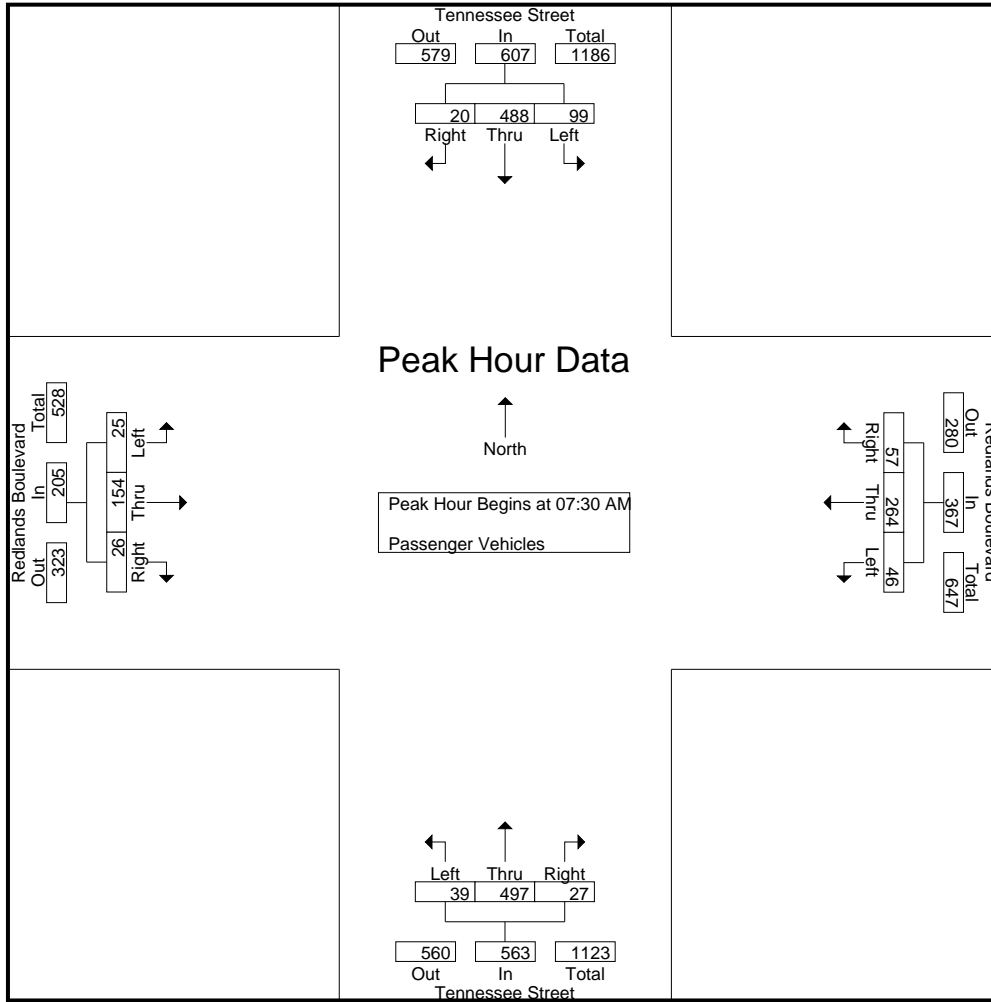 Tennessee Street
Out In Total
579 607 1186
20 488 99
Right Thru Left
Peak Hour Data
North
Peak Hour Begins at 07:30 AM
Passenger Vehicles
Redlands Boulevard
Out In Total
323 205 528
25 154 26
Left Thru Right
Redlands Boulevard
Out In Total
280 367 647
57 264 46
Right Thru Left
Left Thru Right
39 497 27
560 563 1123
Out In Total
Tennessee Street